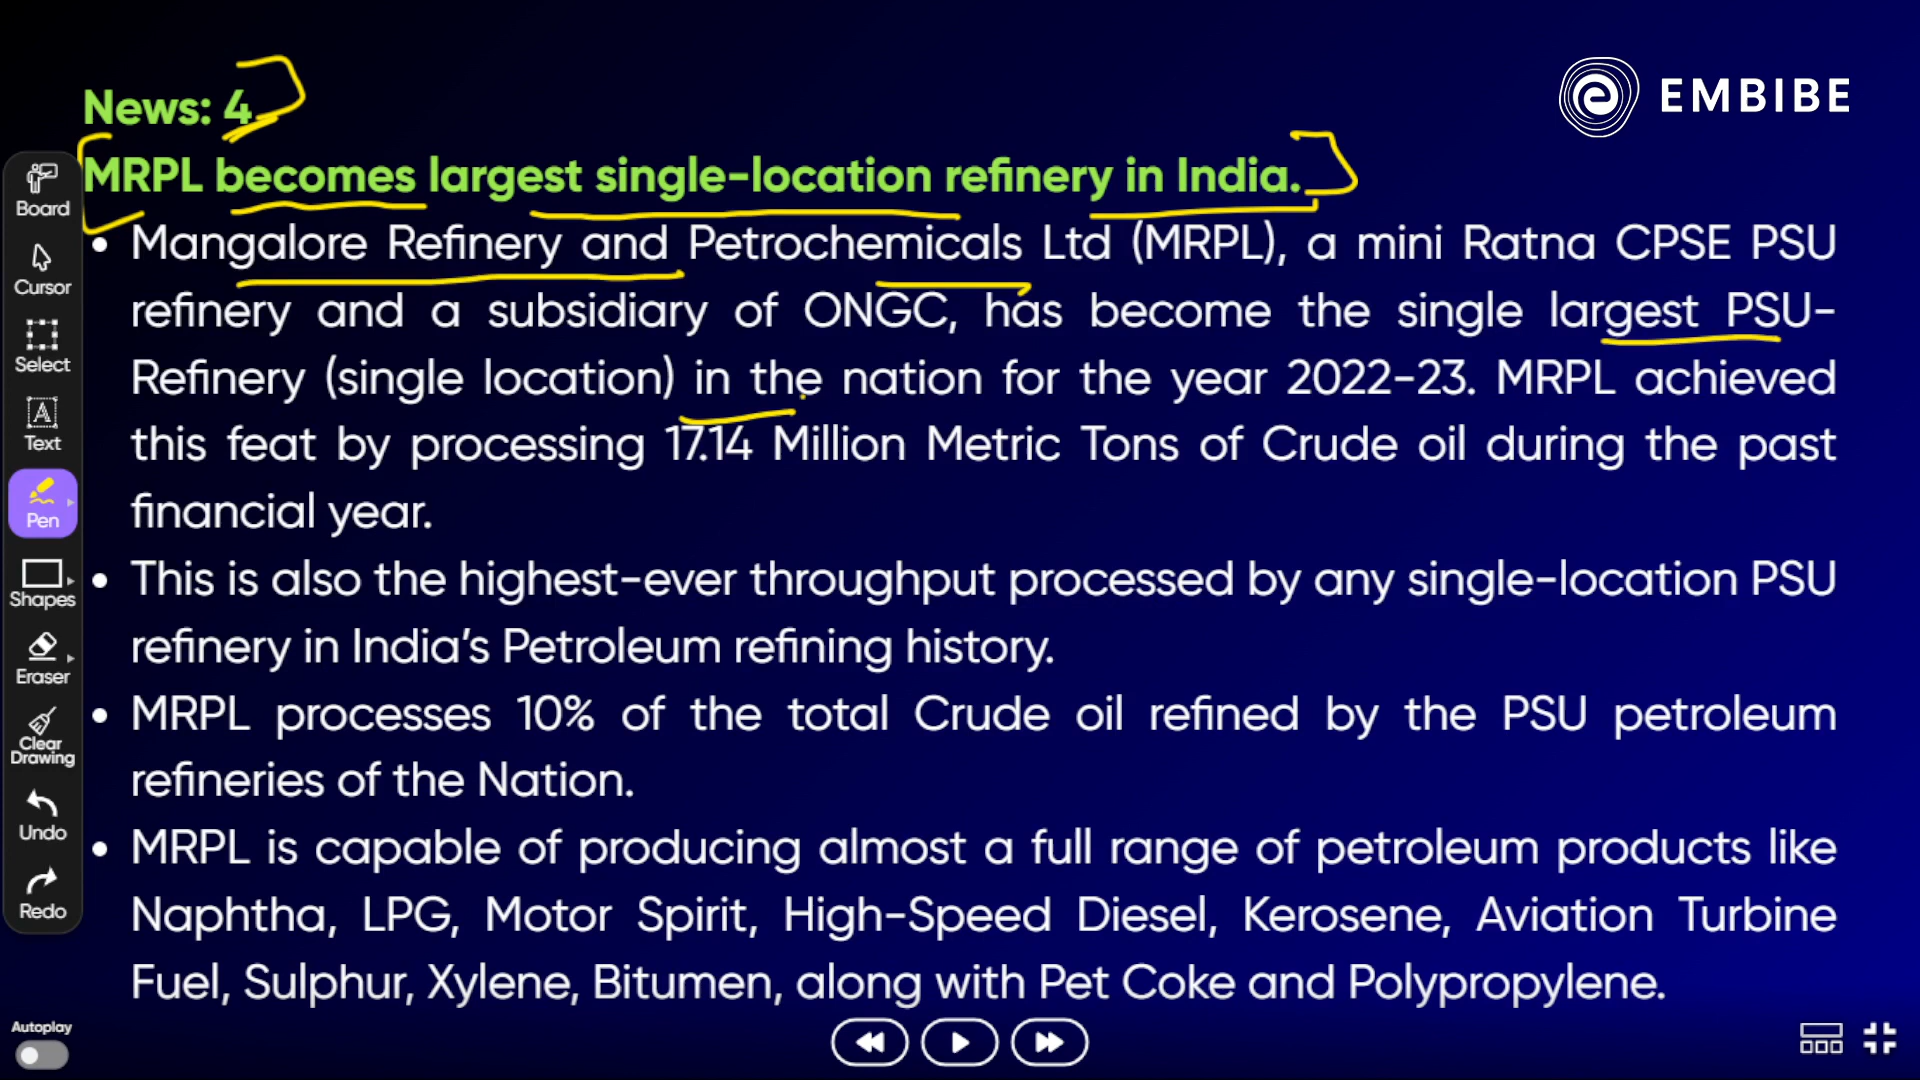 EMBIBE
News: 4
MRPL becomes largest single-location refinery in India.
Mangalore Refinery and Petrochemicals Ltd (MRPL), a mini Ratna CPSE PSU
refinery and a subsidiary of ONGC, has become the single largest PSU-
Refinery (single location) in the nation for the year 2022-23. MRPL achieved
this feat by processing 17.14 Million Metric Tons of Crude oil during the past
financial year.
This is also the highest-ever throughput processed by any single-location PSU
refinery in India's Petroleum refining history.
MRPL processes 10% of the total Crude oil refined by the PSU petroleum
refineries of the Nation.
MRPL is capable of producing almost a full range of petroleum products like
Naphtha, LPG, Motor Spirit, High-Speed Diesel, Kerosene, Aviation Turbine
Fuel, Sulphur, Xylene, Bitumen, along with Pet Coke and Polypropylene.
Board
Cursor
Select
Text
Pen
Shapes
Eraser
Clear
Drawing
Undo
Redo
Autoplay